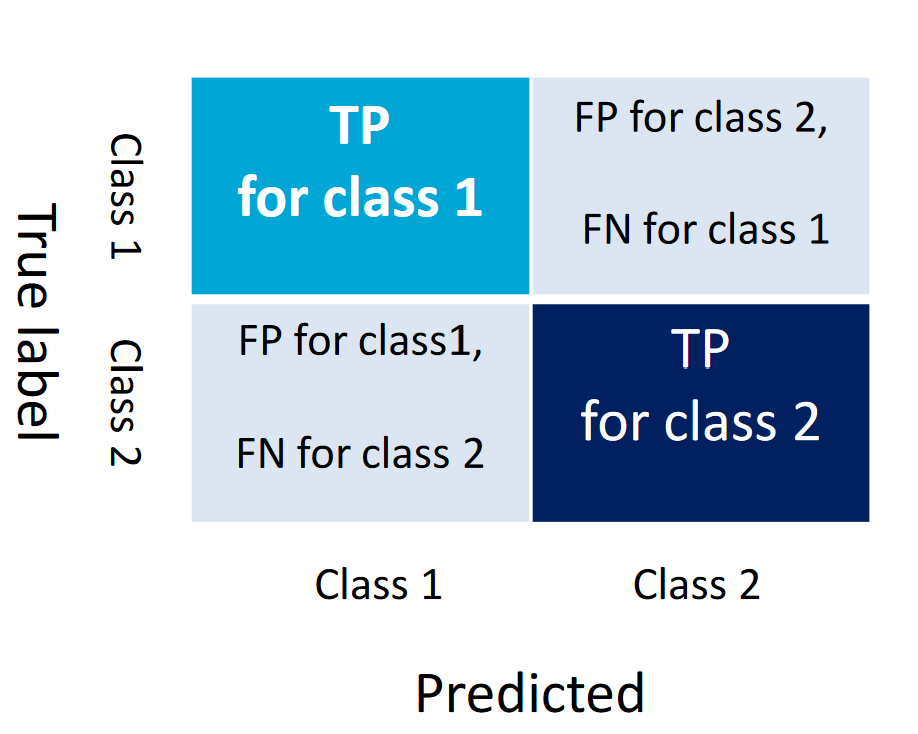 True label
Class 1
TP
for class 1
FP for class 2,
FN for class 1
Class 2
FP for class1,
FN for class 2
TP
for class 2
Class 1
Class 2
Predicted